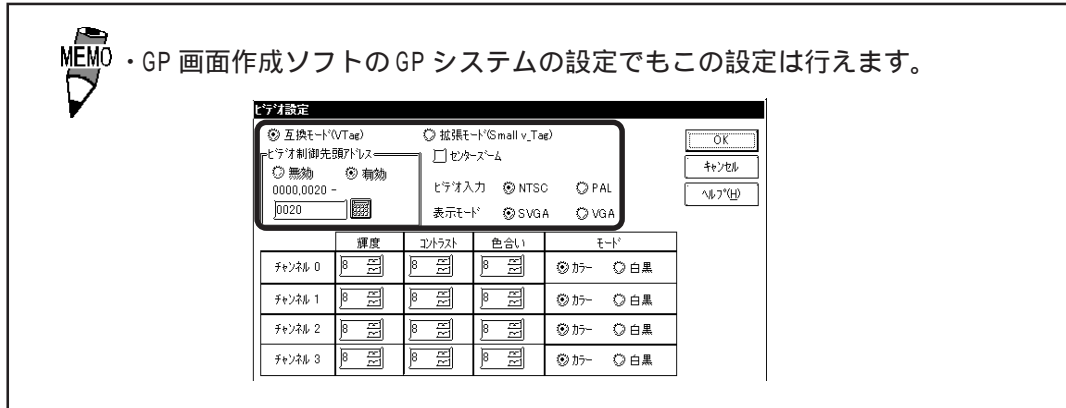 MEMO ・GP 画面作成ソフトの GP システムの設定でもこの設定は行えます。
ﾋﾞﾃﾞｵ設定
互換ﾓｰﾄﾞ(VTag) 拡張ﾓｰﾄﾞ(Small v_Tag) OK
ﾋﾞﾃﾞｵ制御先頭ｱﾄﾞﾚｽ ｾﾝﾀｰｽﾞｰﾑ ｷｬﾝｾﾙ
無効 有効 ﾋﾞﾃﾞｵ入力 NTSC PAL ﾍﾙﾌﾟ(H)
0000,0020 -
0020 表示ﾓｰﾄﾞ SVGA VGA
輝度 ｺﾝﾄﾗｽﾄ 色合い ﾓｰﾄﾞ
ﾁｬﾝﾈﾙ 0 8 8 8 ｶﾗｰ 白黒
ﾁｬﾝﾈﾙ 1 8 8 8 ｶﾗｰ 白黒
ﾁｬﾝﾈﾙ 2 8 8 8 ｶﾗｰ 白黒
ﾁｬﾝﾈﾙ 3 8 8 8 ｶﾗｰ 白黒